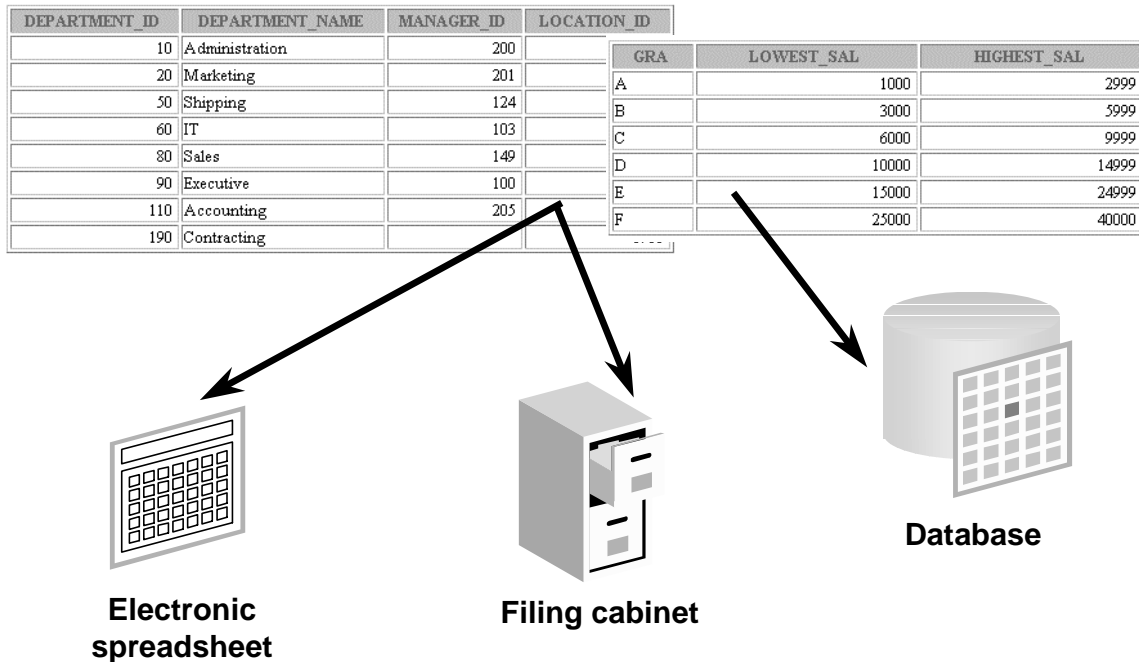 DEPARTMENT_ID DEPARTMENT_NAME MANAGER_ID LOCATION_ID
10 Administration 200
20 Marketing 201
50 Shipping 124
60 IT 103
80 Sales 149
90 Executive 100
110 Accounting 205
190 Contracting
GRA LOWEST_SAL HIGHEST_SAL
A 1000 2999
B 3000 5999
C 6000 9999
D 10000 14999
E 15000 24999
F 25000 40000
Electronic
spreadsheet
Filing cabinet
Database